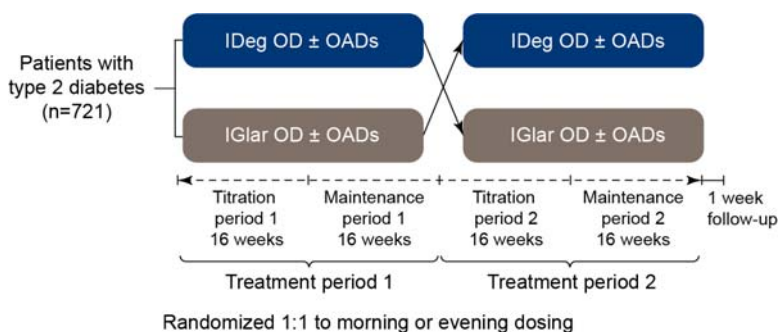 Patients with
type 2 diabetes
(n=721)
IDeg OD ± OADs
IDeg OD ± OADs
IGlar OD ± OADs
IGlar OD ± OADs
Titration
period 1
16 weeks
Maintenance
period 1
16 weeks
Titration
period 2
16 weeks
Maintenance
period 2
16 weeks
1 week
follow-up
Treatment period 1
Treatment period 2
Randomized 1:1 to morning or evening dosing